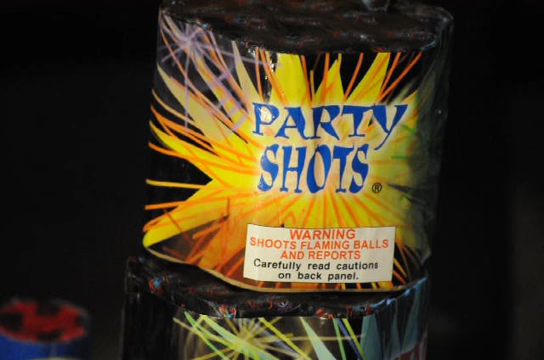 PARTY
SHOTS®
WARNING
SHOOTS FLAMING BALLS
AND REPORTS
Carefully read cautions
on back panel.